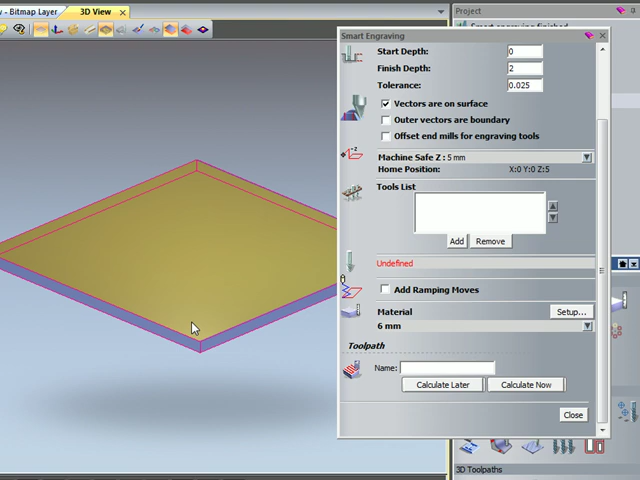 v - Bitmap Layer 3D View
Project
Smart engraving finished
Smart Engraving
Start Depth: 0
Finish Depth: 2
Tolerance: 0.025
Vectors are on surface
Outer vectors are boundary
Offset end mills for engraving tools
Machine Safe Z : 5 mm
Home Position: X:0 Y:0 Z:5
Tools List
Add Remove
Undefined
Add Ramping Moves
Material Setup...
6 mm
Toolpath
Name:
Calculate Later Calculate Now
Close
3D Toolpaths